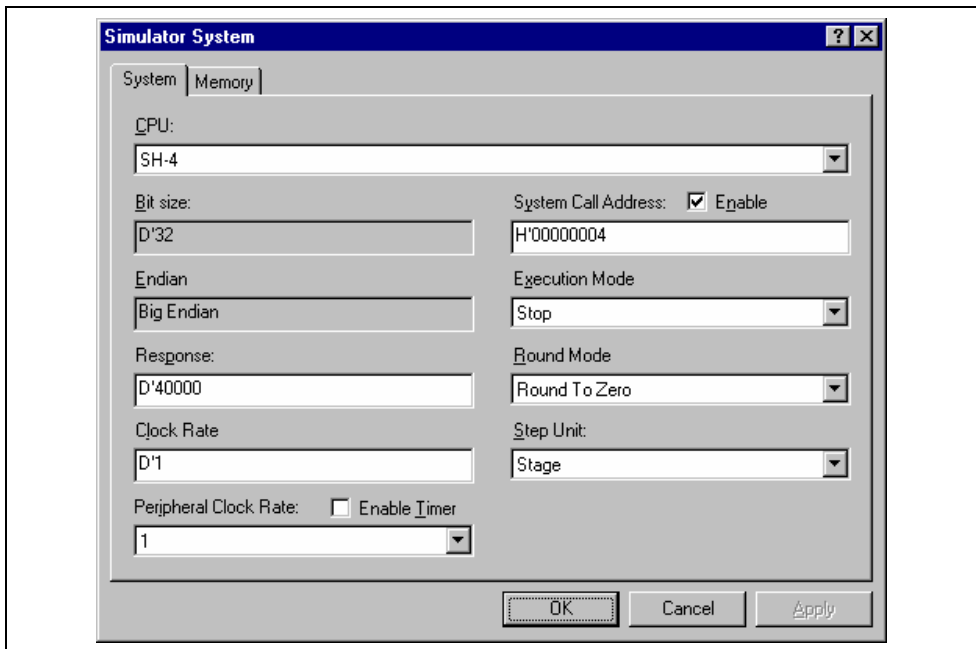 Simulator System
System
Memory
CPU:
SH-4
Bit size:
D'32
System Call Address: Enable
H'00000004
Endian
Big Endian
Execution Mode
Stop
Response:
D'40000
Round Mode
Round To Zero
Clock Rate
D'1
Step Unit:
Stage
Peripheral Clock Rate: Enable Timer
1
OK
Cancel
Apply